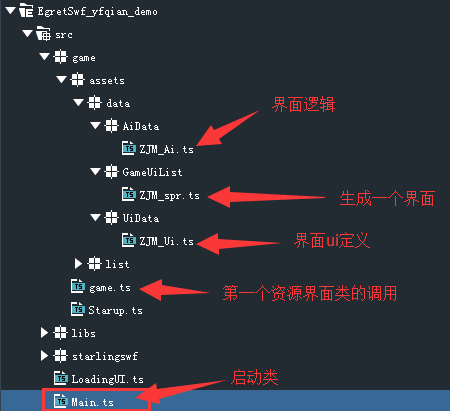 EgretSwf_yfqian_demo
src
game
assets
data
界面逻辑
AiData
ZJM_Ai.ts
GameUiList
ZJM_spr.ts
生成一个界面
UiData
ZJM_Ui.ts
界面ui定义
list
game.ts
第一个资源界面类的调用
Starup.ts
libs
starlingswf
LoadingUI.ts
启动类
Main.ts